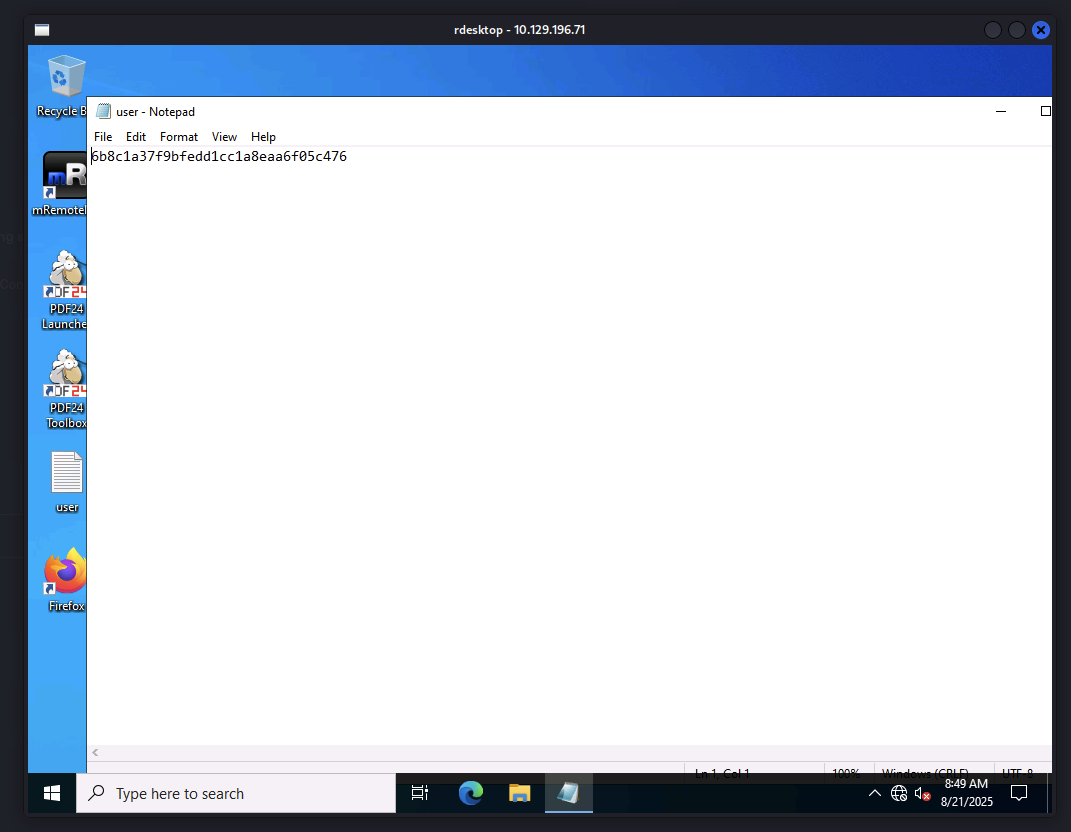 rdesktop - 10.129.196.71
Recycle B
user - Notepad
File Edit Format View Help
6b8c1a37f9bfedd1cc1a8eaa6f05c476
mR
mRemote
PDF24
Launche
PDF24
Toolbox
user
Firefox
Ln 1, Col 1 100% Windows (CRLF) UTF-8
Type here to search
8:49 AM
8/21/2025